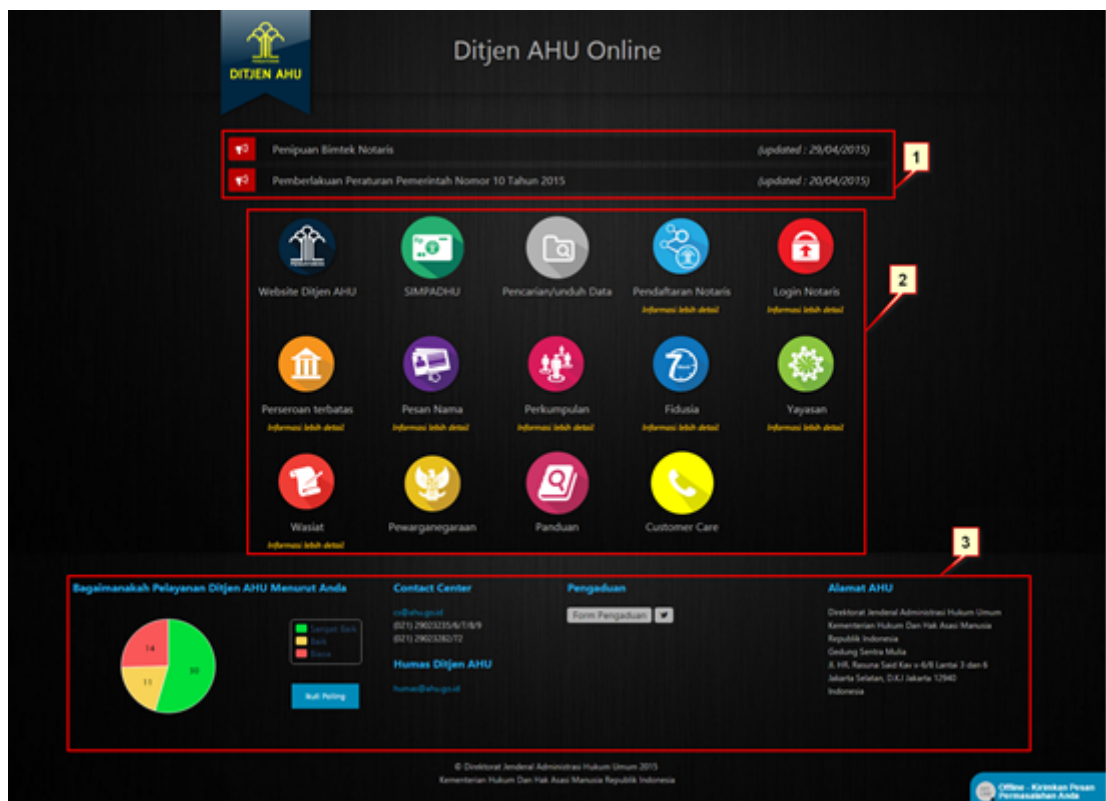 DITJEN AHU
Ditjen AHU Online
Penipuan Bimtek Notaris (updated : 29/04/2015)
Pemberlakuan Peraturan Pemerintah Nomor 10 Tahun 2015 (updated : 20/04/2015)
1
2
Website Ditjen AHU SIMPADHU Pencarian/unduh Data Pendaftaran Notaris Login Notaris
Informasi lebih detail Informasi lebih detail
Perseroan terbatas Pesan Nama Perkumpulan Fidusia Yayasan
Informasi lebih detail Informasi lebih detail Informasi lebih detail Informasi lebih detail Informasi lebih detail
Wasiat Pewarganegaraan Panduan Customer Care
Informasi lebih detail
3
Bagaimanakah Pelayanan Ditjen AHU Menurut Anda
14
11
30
Sangat Baik
Baik
Biasa
Ikuti Polling
Contact Center
cs@ahu.go.id
(021) 29023235/6/7/8/9
(021) 29023282/72
Humas Ditjen AHU
humas@ahu.go.id
Pengaduan
Form Pengaduan
Alamat AHU
Direktorat Jenderal Administrasi Hukum Umum
Kementerian Hukum Dan Hak Asasi Manusia
Republik Indonesia
Gedung Sentra Mulia
Jl. HR. Rasuna Said Kav v-6/8 Lantai 3 dan 6
Jakarta Selatan, D.K.I Jakarta 12940
Indonesia
© Direktorat Jenderal Administrasi Hukum Umum 2015
Kementerian Hukum Dan Hak Asasi Manusia Republik Indonesia
Offline - Kirimkan Pesan
Permasalahan Anda